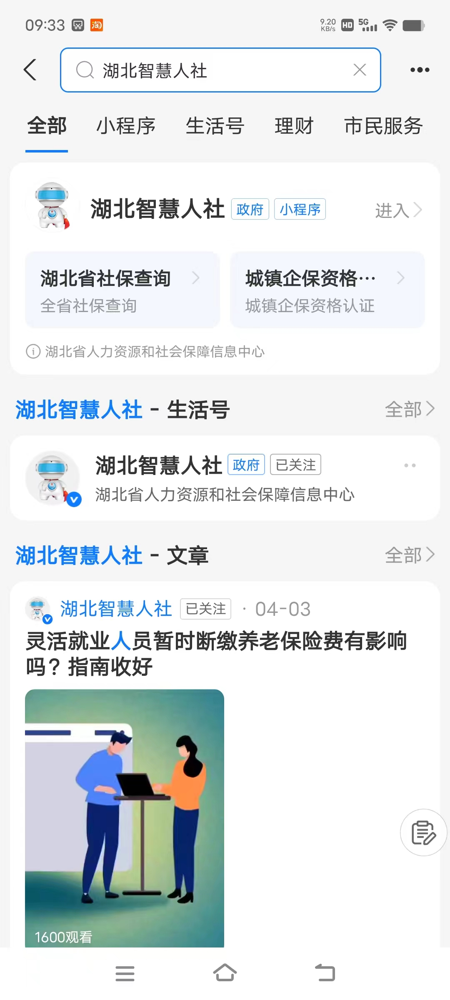 09:33
淘
9.20
KB/s
HD
5G
湖北智慧人社
全部 小程序 生活号 理财 市民服务
湖北智慧人社 政府 小程序 进入
湖北省社保查询
全省社保查询
城镇企保资格…
城镇企保资格认证
湖北省人力资源和社会保障信息中心
湖北智慧人社 - 生活号 全部
湖北智慧人社 政府 已关注
湖北省人力资源和社会保障信息中心
湖北智慧人社 - 文章 全部
湖北智慧人社 已关注 · 04-03
灵活就业人员暂时断缴养老保险费有影响
吗？指南收好
1600观看